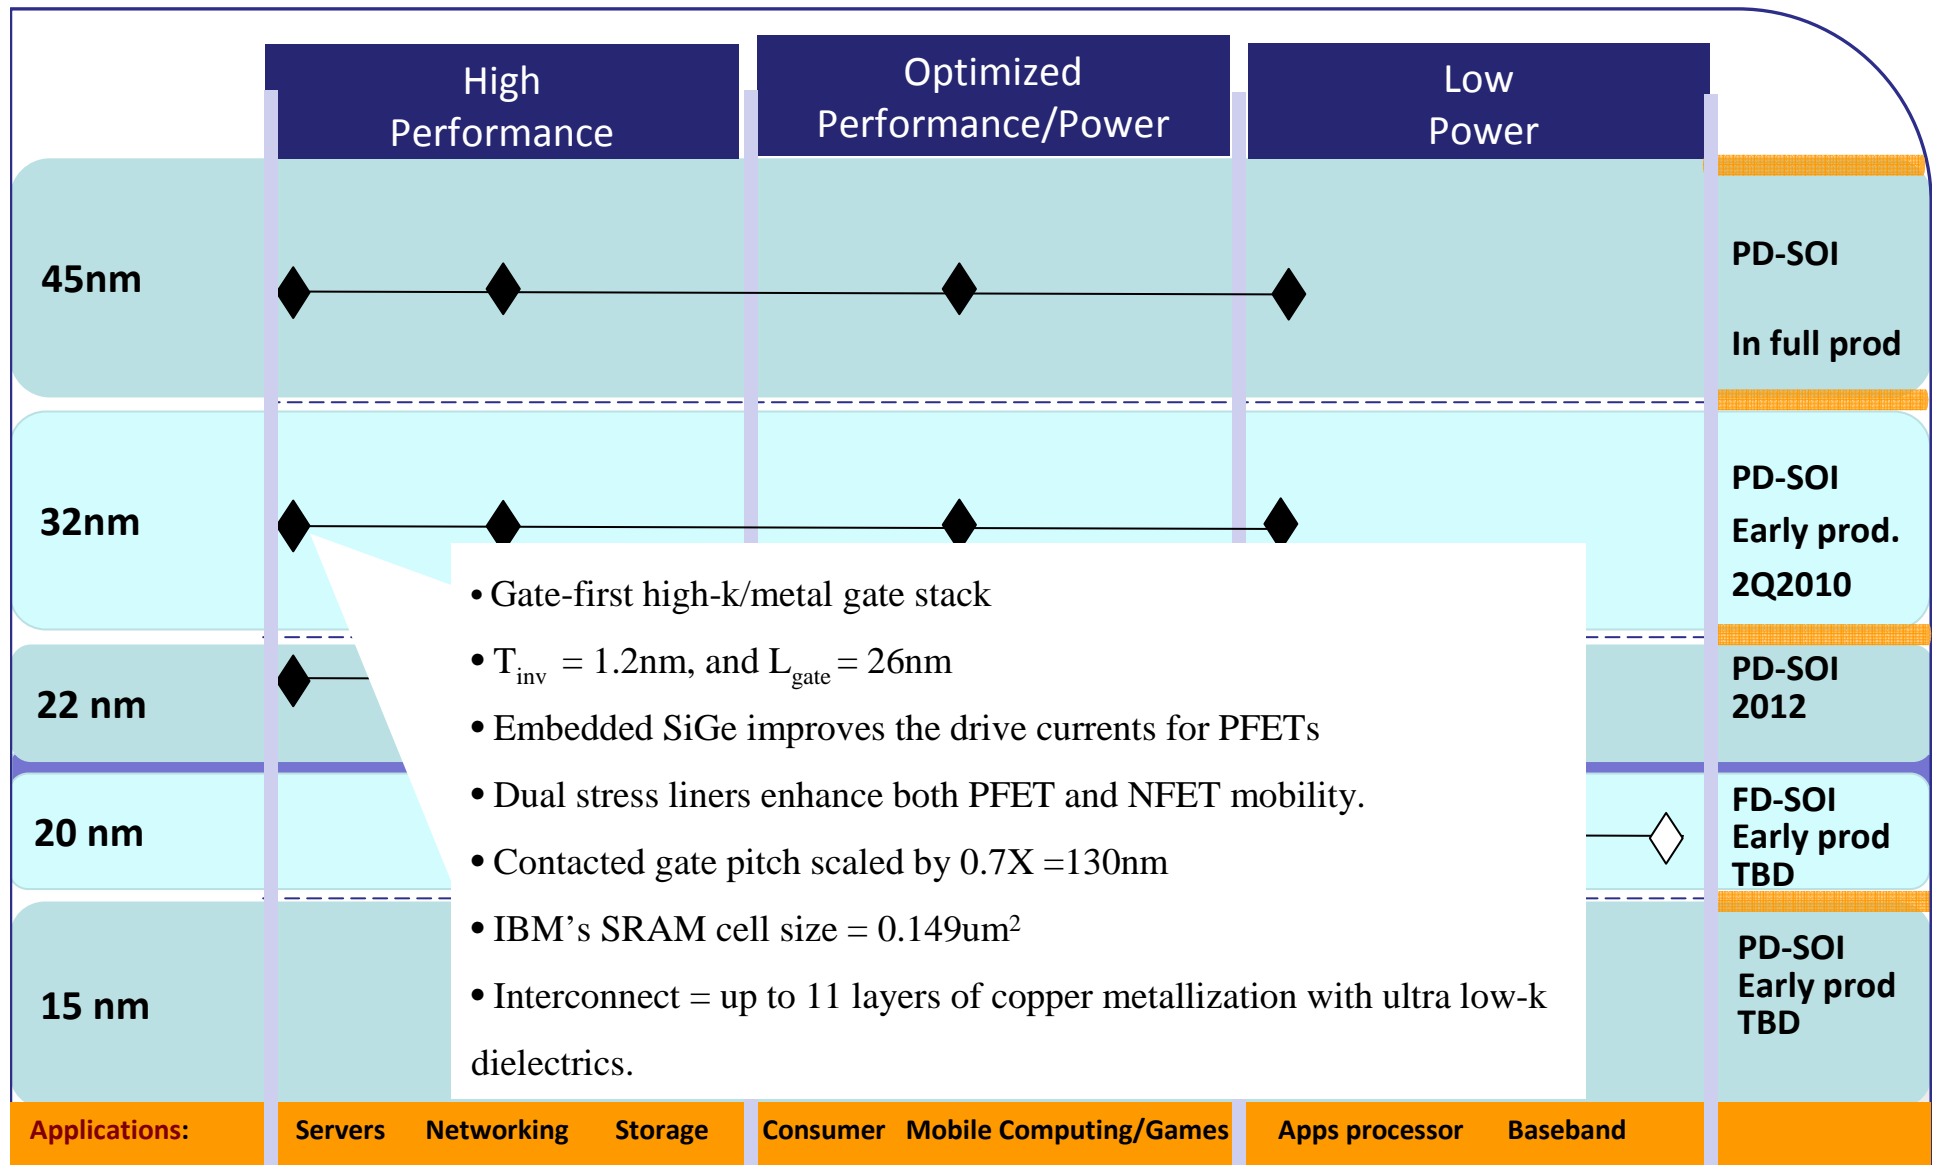 High
Performance
Optimized
Performance/Power
Low
Power
45nm
PD-SOI
In full prod
32nm
PD-SOI
Early prod.
2Q2010
22 nm
PD-SOI
2012
20 nm
FD-SOI
Early prod
TBD
15 nm
PD-SOI
Early prod
TBD
• Gate-first high-k/metal gate stack
• Tinv = 1.2nm, and Lgate = 26nm
• Embedded SiGe improves the drive currents for PFETs
• Dual stress liners enhance both PFET and NFET mobility.
• Contacted gate pitch scaled by 0.7X =130nm
• IBM’s SRAM cell size = 0.149um²
• Interconnect = up to 11 layers of copper metallization with ultra low-k
dielectrics.
Applications: Servers Networking Storage Consumer Mobile Computing/Games Apps processor Baseband